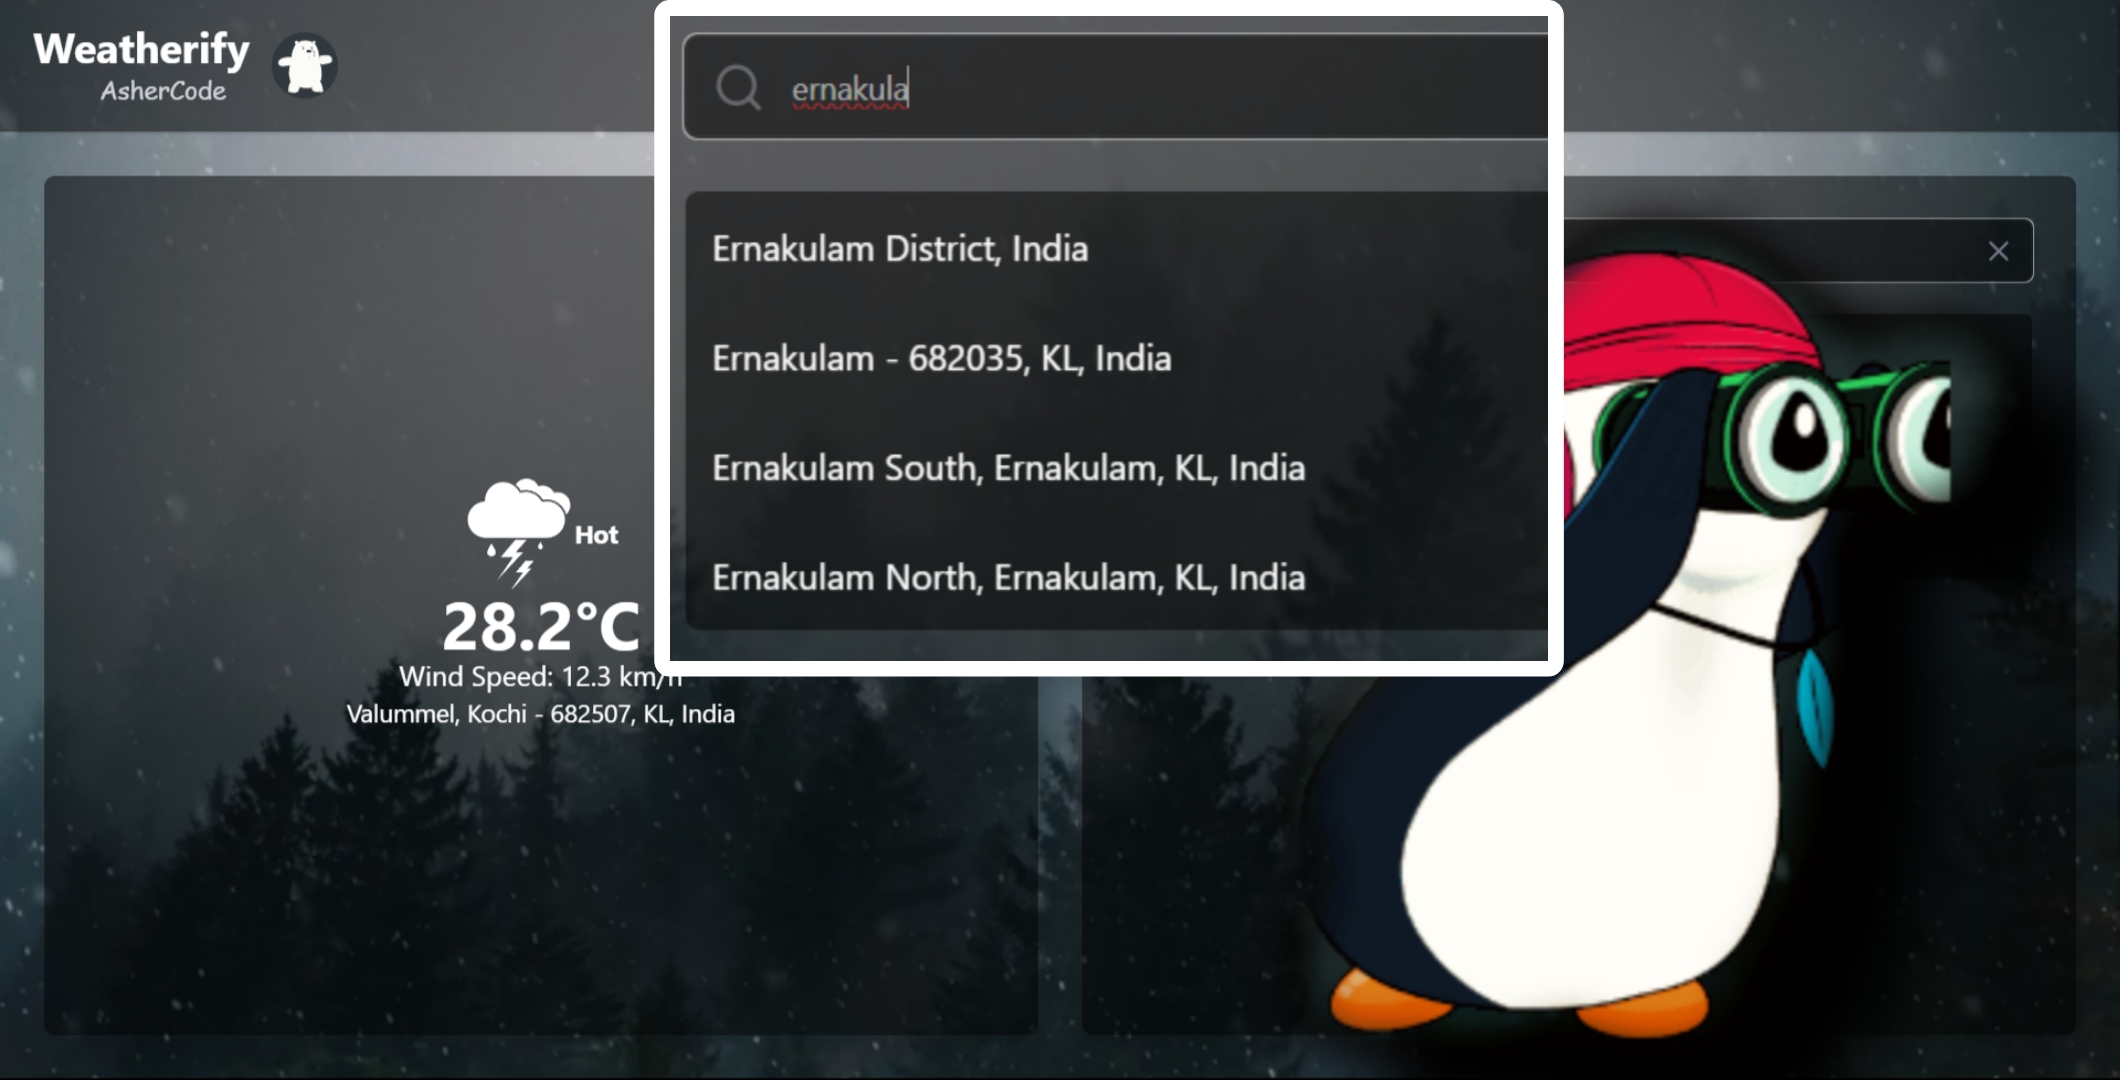 Weatherify
AsherCode
ernakula
Ernakulam District, India
Ernakulam - 682035, KL, India
Ernakulam South, Ernakulam, KL, India
Ernakulam North, Ernakulam, KL, India
Hot
28.2°C
Wind Speed: 12.3 km/h
Valummel, Kochi - 682507, KL, India